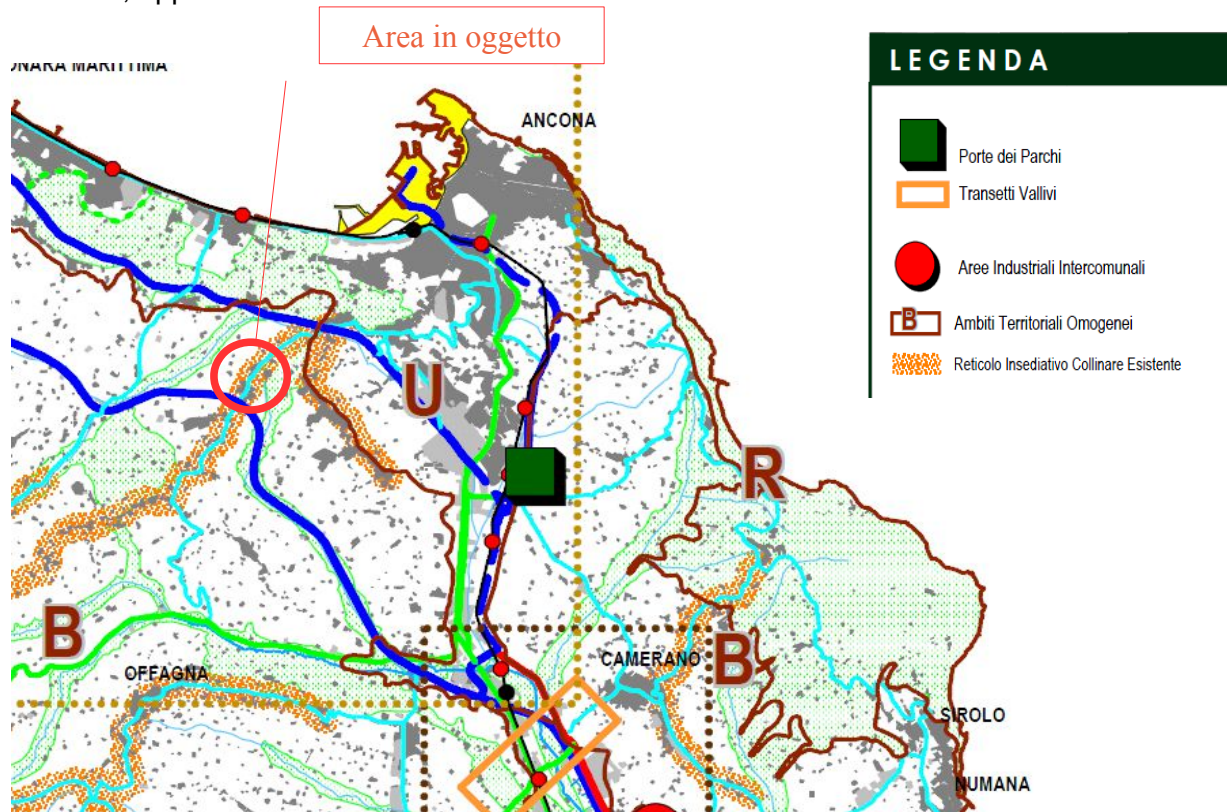 Area in oggetto
LEGENDA
ANCONA
Porte dei Parchi
Transetti Vallivi
Aree Industriali Intercomunali
B
Ambiti Territoriali Omogenei
Reticolo Insediativo Collinare Esistente
U
R
B
OFFAGNA
CAMERANO
B
SIROLO
NUMANA